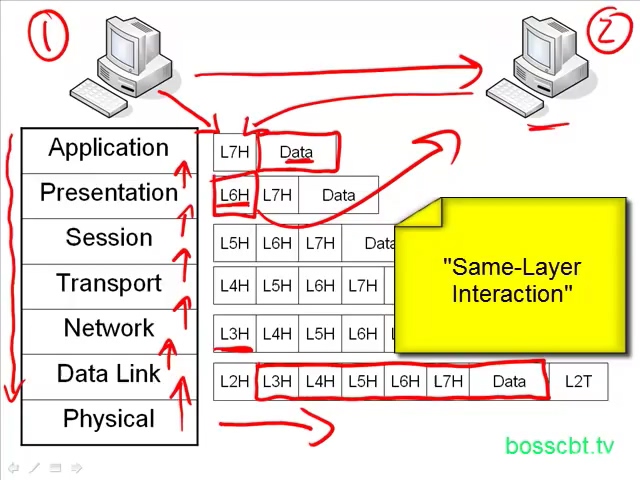 1
2
Application
L7H Data
Presentation
L6H L7H Data
Session
L5H L6H L7H Data
"Same-Layer
Interaction"
Transport
L4H L5H L6H L7H
Network
L3H L4H L5H L6H
Data Link
L2H L3H L4H L5H L6H L7H Data L2T
Physical
bosscbt.tv